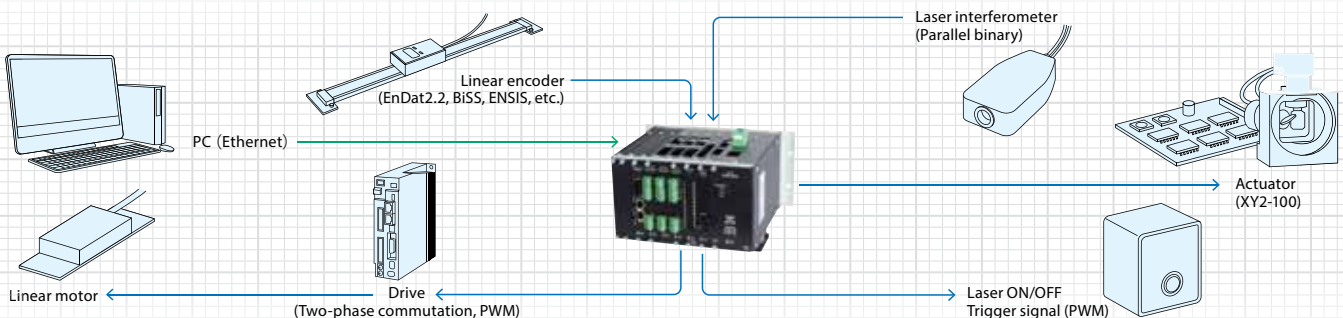 Laser interferometer
(Parallel binary)
Linear encoder
(EnDat2.2, BiSS, ENSIS, etc.)
PC (Ethernet)
Actuator
(XY2-100)
Linear motor
Drive
(Two-phase commutation, PWM)
Laser ON/OFF
Trigger signal (PWM)